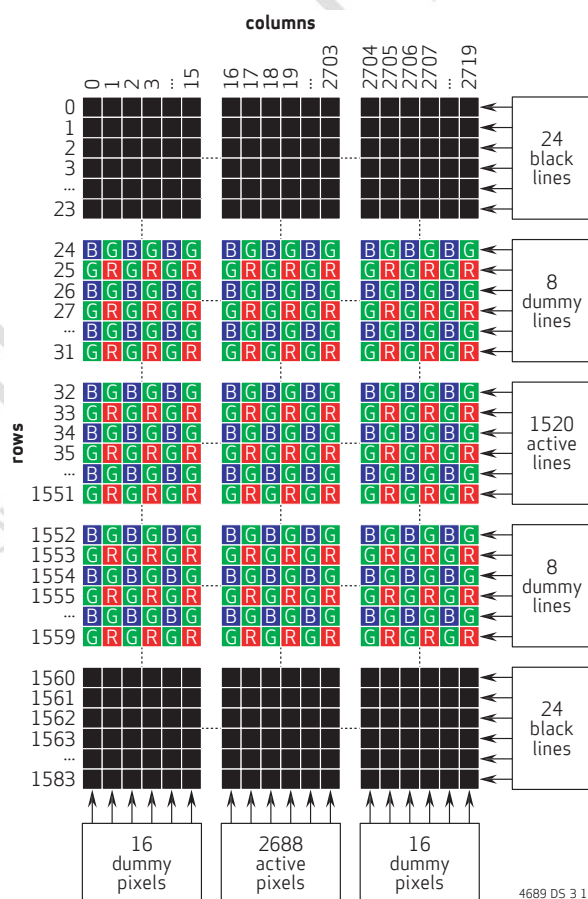 columns
0 1 2 3 ... 15 16 17 18 19 ... 2703 2704 2705 2706 2707 ... 2719
rows
0
1
2
3
...
23
24 black lines
24 B G B G B G B G B G B G B G B G B G
25 G R G R G R G R G R G R G R G R G R
26 B G B G B G B G B G B G B G B G B G
27 G R G R G R G R G R G R G R G R G R
... B G B G B G B G B G B G B G B G B G
31 G R G R G R G R G R G R G R G R G R
8 dummy lines
32 B G B G B G B G B G B G B G B G B G
33 G R G R G R G R G R G R G R G R G R
34 B G B G B G B G B G B G B G B G B G
35 G R G R G R G R G R G R G R G R G R
... B G B G B G B G B G B G B G B G B G
1551 G R G R G R G R G R G R G R G R G R
1520 active lines
1552 B G B G B G B G B G B G B G B G B G
1553 G R G R G R G R G R G R G R G R G R
1554 B G B G B G B G B G B G B G B G B G
1555 G R G R G R G R G R G R G R G R G R
... B G B G B G B G B G B G B G B G B G
1559 G R G R G R G R G R G R G R G R G R
8 dummy lines
1560
1561
1562
1563
...
1583
24 black lines
16 dummy pixels
2688 active pixels
16 dummy pixels
4689 DS 3 1